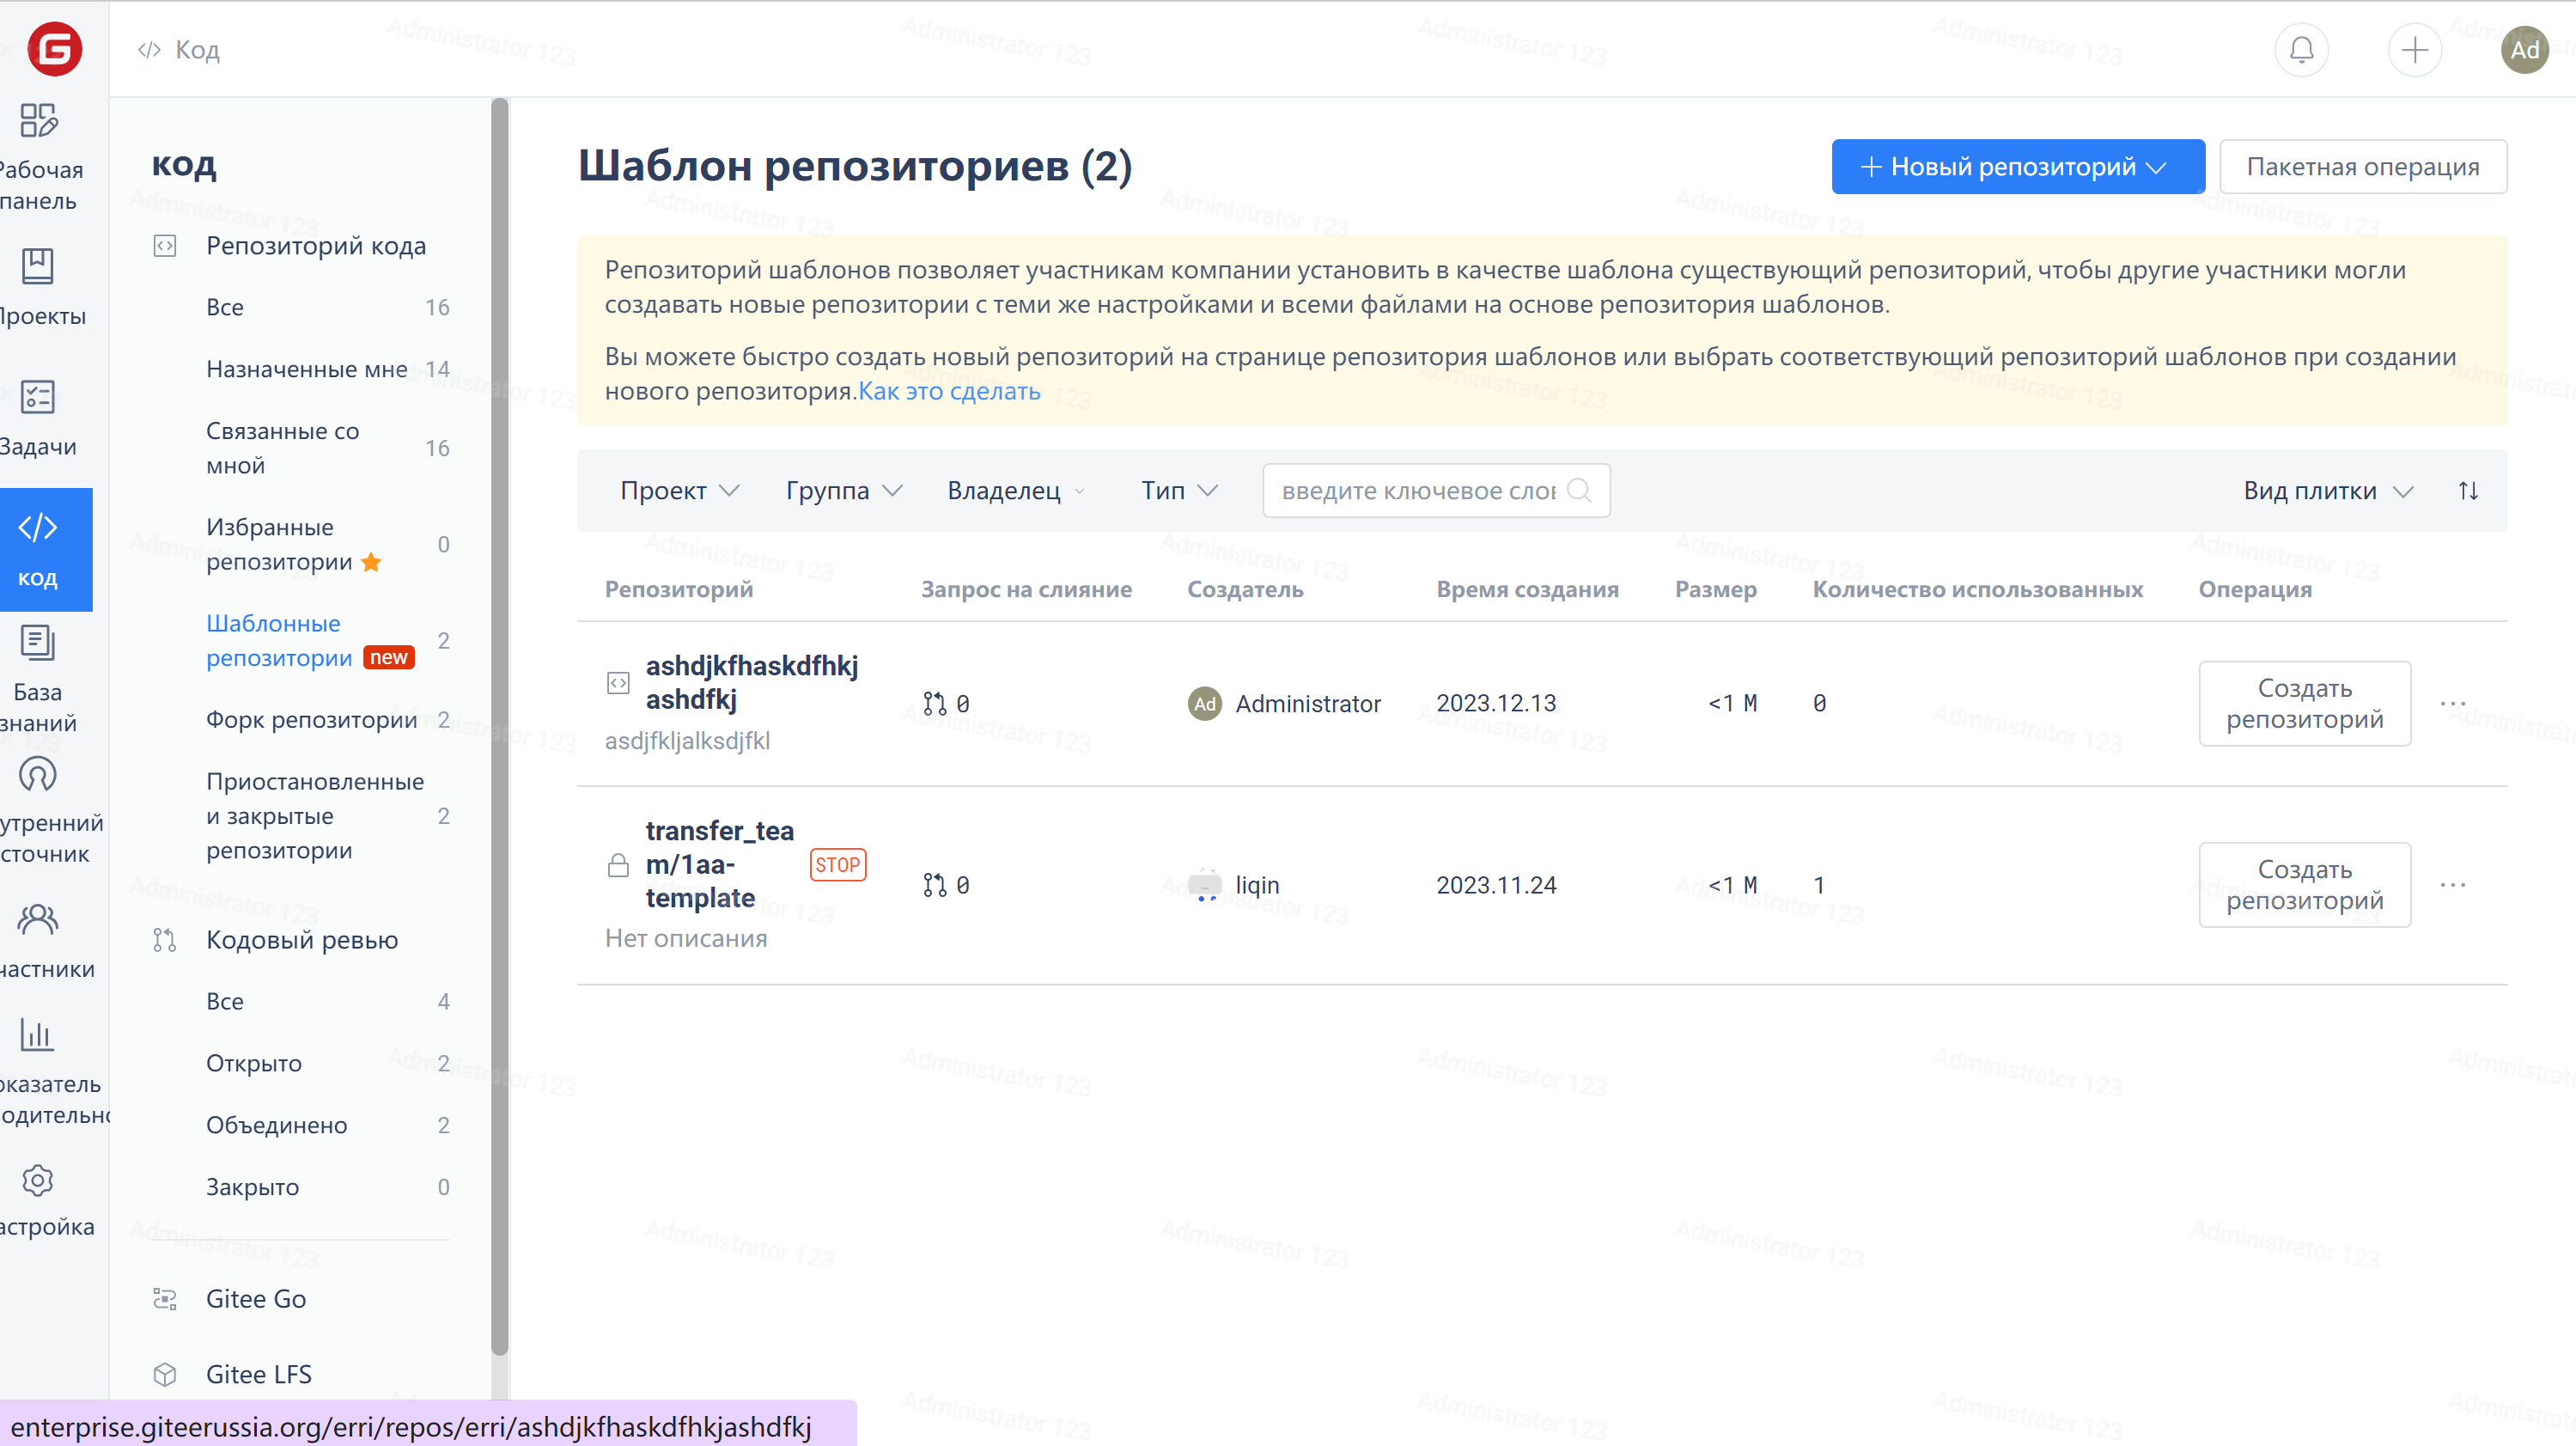 Код
Ad
Рабочая
панель
Проекты
Задачи
код
База
знаний
утренний
сточник
частники
оказатель
одительно
астройка
код
Репозиторий кода
Все 16
Назначенные мне 14
Связанные со
мной 16
Избранные
репозитории 0
Шаблонные
репозитории new 2
Форк репозитории 2
Приостановленные
и закрытые
репозитории 2
Кодовый ревью
Все 4
Открыто 2
Объединено 2
Закрыто 0
Gitee Go
Gitee LFS
enterprise.giteerussia.org/erri/repos/erri/ashdjkfhaskdfhkjashdfkj
Шаблон репозиториев (2)
Новый репозиторий
Пакетная операция
Репозиторий шаблонов позволяет участникам компании установить в качестве шаблона существующий репозиторий, чтобы другие участники могли
создавать новые репозитории с теми же настройками и всеми файлами на основе репозитория шаблонов.
Вы можете быстро создать новый репозиторий на странице репозитория шаблонов или выбрать соответствующий репозиторий шаблонов при создании
нового репозитория.Как это сделать
Проект Группа Владелец Тип введите ключевое слов Вид плитки
Репозиторий Запрос на слияние Создатель Время создания Размер Количество использованных Операция
ashdjkfhaskdfhkj
ashdfkj
asdjfkljalksdjfkl
0 Ad Administrator 2023.12.13 <1 M 0
Создать
репозиторий
transfer_tea
m/1aa-
template
STOP
Нет описания
0 liqin 2023.11.24 <1 M 1
Создать
репозиторий
Administrator 123